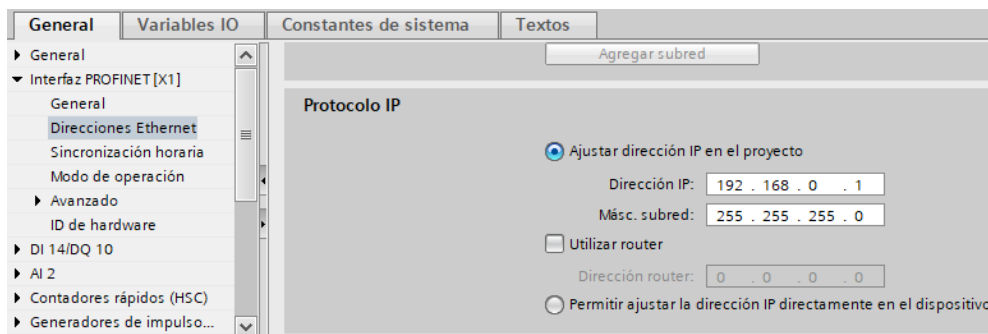 General Variables IO Constantes de sistema Textos
General
Interfaz PROFINET [X1]
General
Direcciones Ethernet
Sincronización horaria
Modo de operación
Avanzado
ID de hardware
DI 14/DQ 10
AI 2
Contadores rápidos (HSC)
Generadores de impulso...
Agregar subred
Protocolo IP
Ajustar dirección IP en el proyecto
Dirección IP: 192 . 168 . 0 . 1
Másc. subred: 255 . 255 . 255 . 0
Utilizar router
Dirección router: 0 . 0 . 0 . 0
Permitir ajustar la dirección IP directamente en el dispositivo